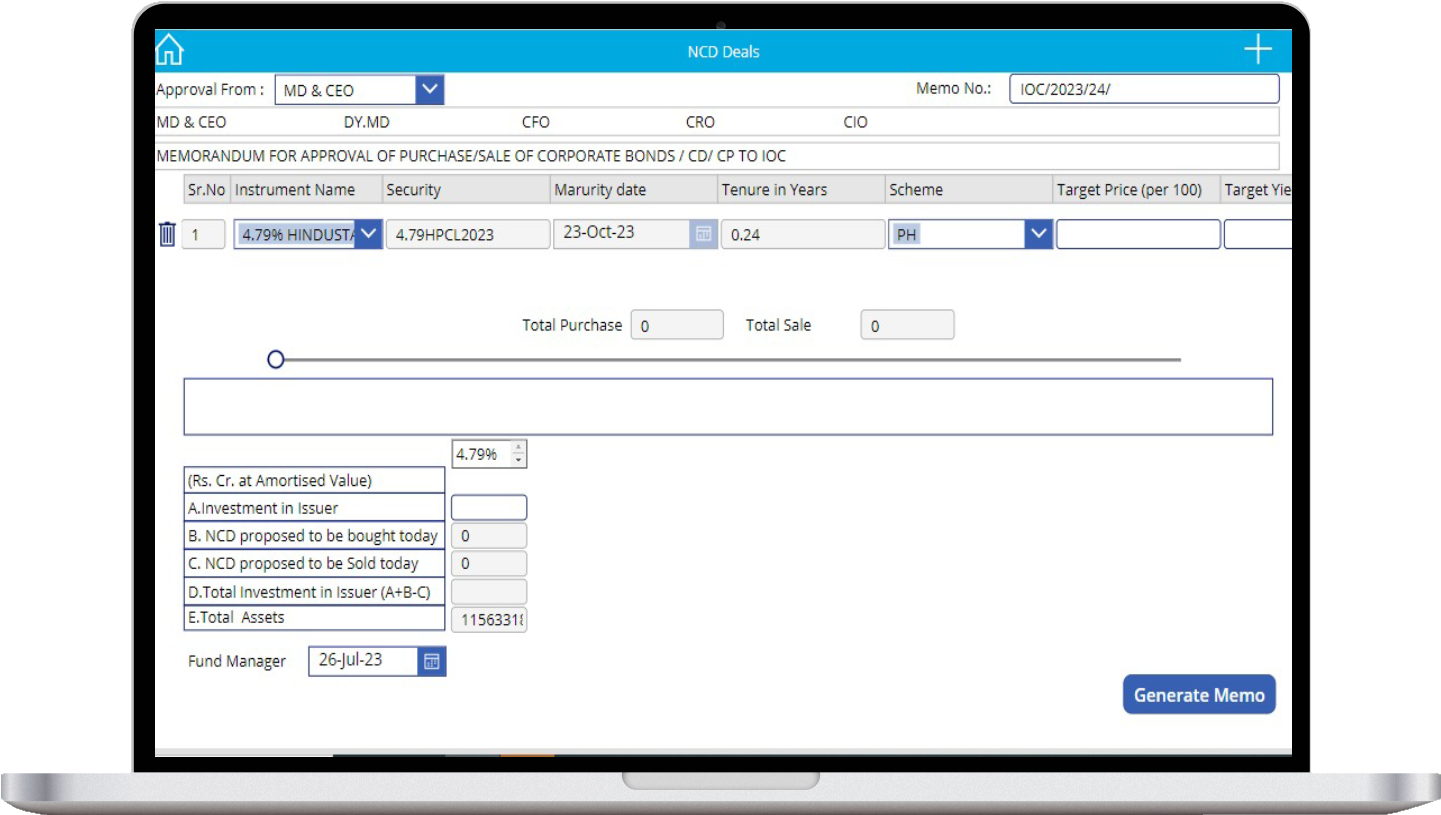 NCD Deals
Approval From : MD & CEO Memo No.: IOC/2023/24/
MD & CEO DY.MD CFO CRO CIO
MEMORANDUM FOR APPROVAL OF PURCHASE/SALE OF CORPORATE BONDS / CD/ CP TO IOC
Sr.No Instrument Name Security Marurity date Tenure in Years Scheme Target Price (per 100) Target Yie
1 4.79% HINDUSTA 4.79HPCL2023 23-Oct-23 0.24 PH
Total Purchase 0 Total Sale 0
4.79%
(Rs. Cr. at Amortised Value)
A.Investment in Issuer
B. NCD proposed to be bought today 0
C. NCD proposed to be Sold today 0
D.Total Investment in Issuer (A+B-C)
E.Total Assets 11563318
Fund Manager 26-Jul-23
Generate Memo